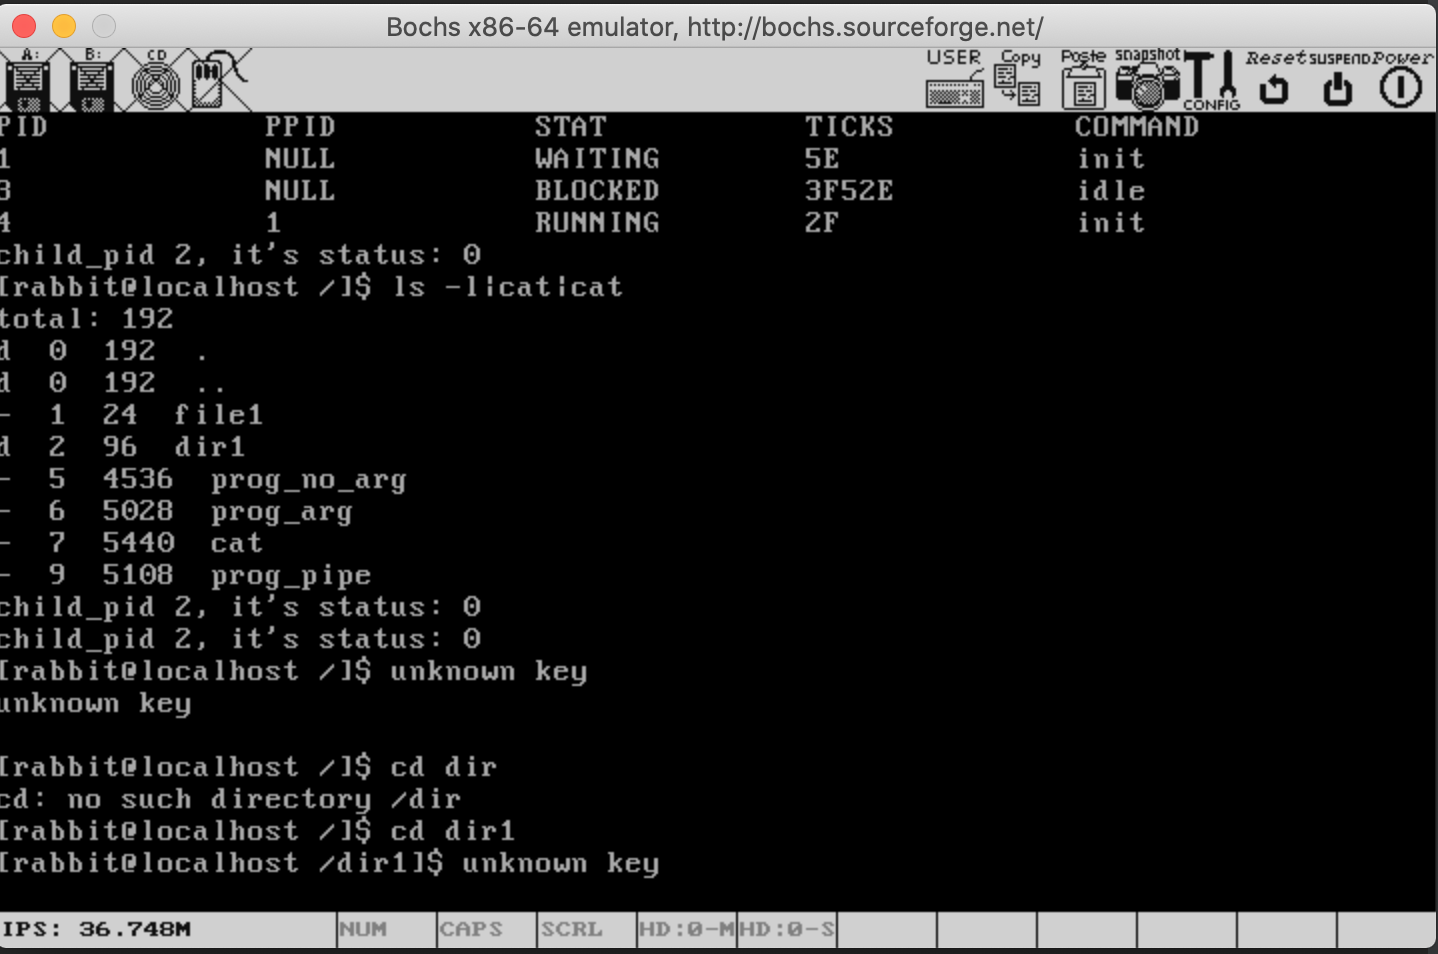 Bochs x86-64 emulator, http://bochs.sourceforge.net/
A: B: CD USER Copy Paste snapshot CONFIG Reset SUSPEND Power
PID PPID STAT TICKS COMMAND
1 NULL WAITING 5E init
3 NULL BLOCKED 3F52E idle
4 1 RUNNING 2F init
child_pid 2, it's status: 0
[rabbit@localhost /]$ ls -l|cat|cat
total: 192
d 0 192 .
d 0 192 ..
- 1 24 file1
d 2 96 dir1
- 5 4536 prog_no_arg
- 6 5028 prog_arg
- 7 5440 cat
- 9 5108 prog_pipe
child_pid 2, it's status: 0
child_pid 2, it's status: 0
[rabbit@localhost /]$ unknown key
unknown key
[rabbit@localhost /]$ cd dir
cd: no such directory /dir
[rabbit@localhost /]$ cd dir1
[rabbit@localhost /dir1]$ unknown key
IPS: 36.748M NUM CAPS SCRL HD:0-M HD:0-S